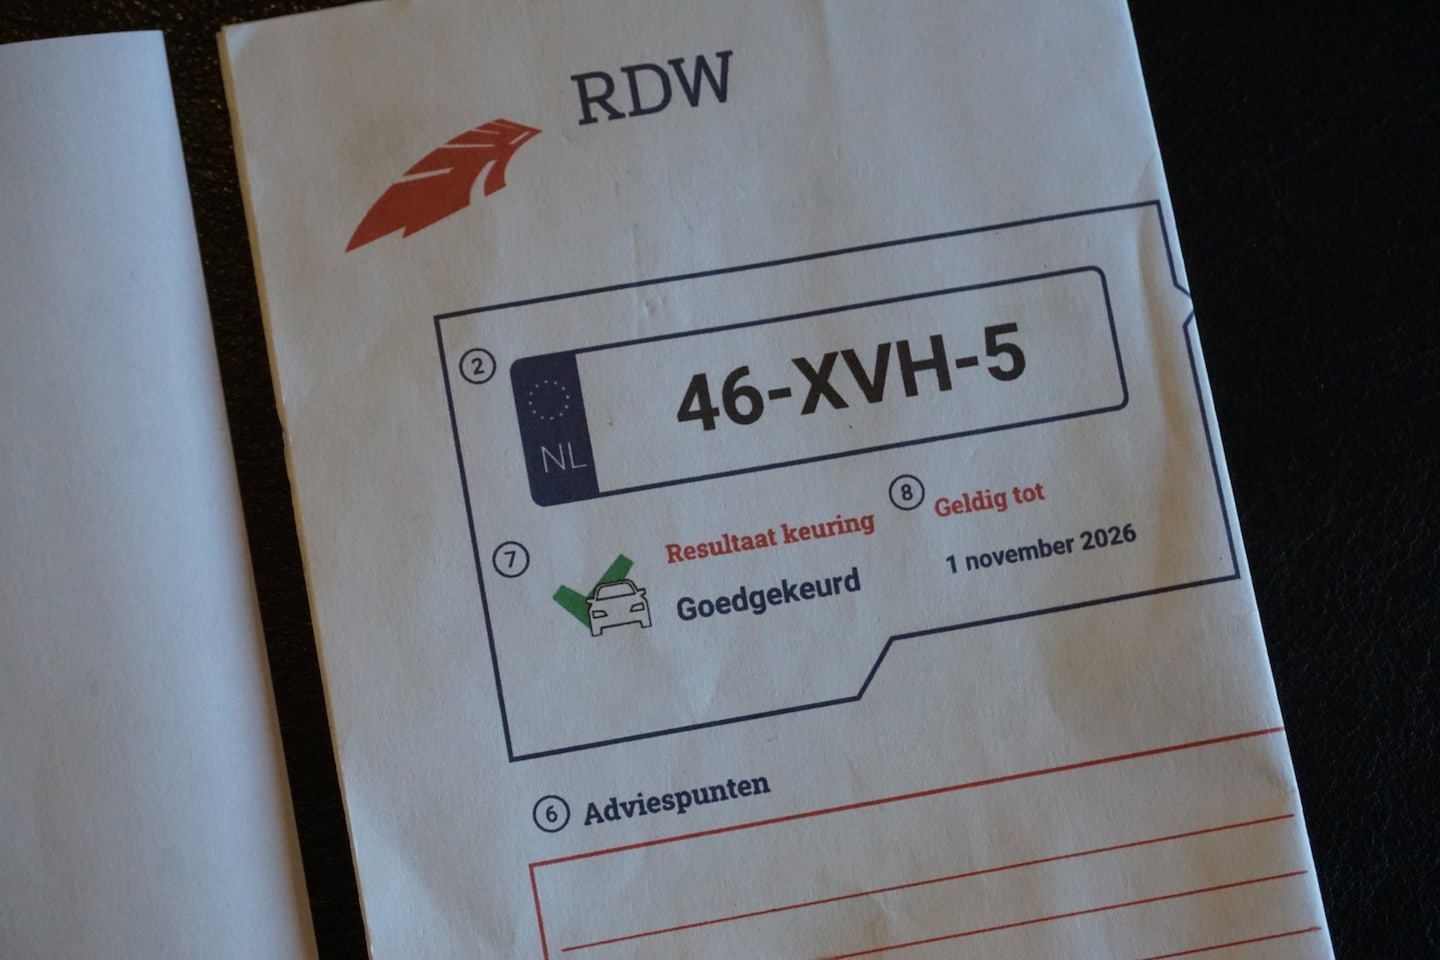 RDW
2
NL
46-XVH-5
7
Resultaat keuring
Goedgekeurd
8
Geldig tot
1 november 2026
6 Adviespunten